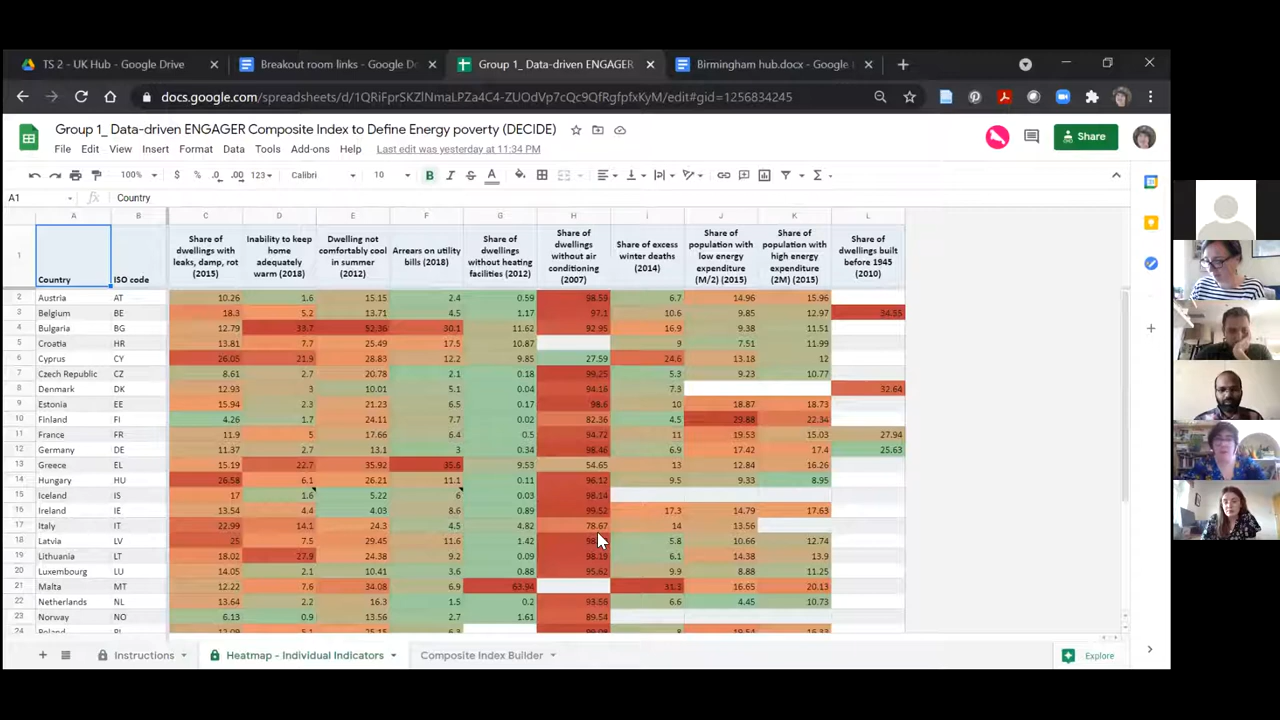 TS 2 - UK Hub - Google Drive
Breakout room links - Google Do
Group 1_ Data-driven ENGAGER
Birmingham hub.docx - Google
docs.google.com/spreadsheets/d/1QRiFprSKZlNmaLPZa4C4-ZUOdVp7cQc9QfRgfpfxKyM/edit#gid=1256834245
Group 1_ Data-driven ENGAGER Composite Index to Define Energy poverty (DECIDE)
File Edit View Insert Format Data Tools Add-ons Help Last edit was yesterday at 11:34 PM
Share
100% $ % .0 .00 123 Calibri 10 B I S A
A1 fx Country
A B C D E F G H I J K L
1 Country ISO code Share of dwellings with leaks, damp, rot (2015) Inability to keep home adequately warm (2018) Dwelling not comfortably cool in summer (2012) Arrears on utility bills (2018) Share of dwellings without heating facilities (2012) Share of dwellings without air conditioning (2007) Share of excess winter deaths (2014) Share of population with low energy expenditure (M/2) (2015) Share of population with high energy expenditure (2M) (2015) Share of dwellings built before 1945 (2010)
2 Austria AT 10.26 1.6 15.15 2.4 0.59 98.59 6.7 14.96 15.96
3 Belgium BE 18.3 5.2 13.71 4.5 1.17 97.1 10.6 9.85 12.97 34.55
4 Bulgaria BG 12.79 33.7 52.36 30.1 11.62 92.95 16.9 9.38 11.51
5 Croatia HR 13.81 7.7 25.49 17.5 10.87 9 7.51 11.99
6 Cyprus CY 26.05 21.9 28.83 12.2 9.85 27.59 24.6 13.18 12
7 Czech Republic CZ 8.61 2.7 20.78 2.1 0.18 99.25 5.3 9.23 10.77
8 Denmark DK 12.93 3 10.01 5.1 0.04 94.16 7.3 32.64
9 Estonia EE 15.94 2.3 21.23 6.5 0.17 98.6 10 18.87 18.73
10 Finland FI 4.26 1.7 24.11 7.7 0.02 82.36 4.5 29.88 22.34
11 France FR 11.9 5 17.66 6.4 0.5 94.72 11 19.53 15.03 27.94
12 Germany DE 11.37 2.7 13.1 3 0.34 98.46 6.9 17.42 17.4 25.63
13 Greece EL 15.19 22.7 35.92 35.6 9.53 54.65 13 12.84 16.26
14 Hungary HU 26.58 6.1 26.21 11.1 0.11 96.12 9.5 9.33 8.95
15 Iceland IS 17 1.6 5.22 6 0.03 98.14
16 Ireland IE 13.54 4.4 4.03 8.6 0.89 99.52 17.3 14.79 17.63
17 Italy IT 22.99 14.1 24.3 4.5 4.82 78.67 14 13.56
18 Latvia LV 25 7.5 29.45 11.6 1.42 5.8 10.66 12.74
19 Lithuania LT 18.02 27.9 24.38 9.2 0.09 98.19 6.1 14.38 13.9
20 Luxembourg LU 14.05 2.1 10.41 3.6 0.88 95.62 9.9 8.88 11.25
21 Malta MT 12.22 7.6 34.08 6.9 63.94 31.3 16.65 20.13
22 Netherlands NL 13.64 2.2 16.3 1.5 0.2 93.56 6.6 4.45 10.73
23 Norway NO 6.13 0.9 13.56 2.7 1.61 89.54
24
Instructions Heatmap - Individual Indicators Composite Index Builder Explore